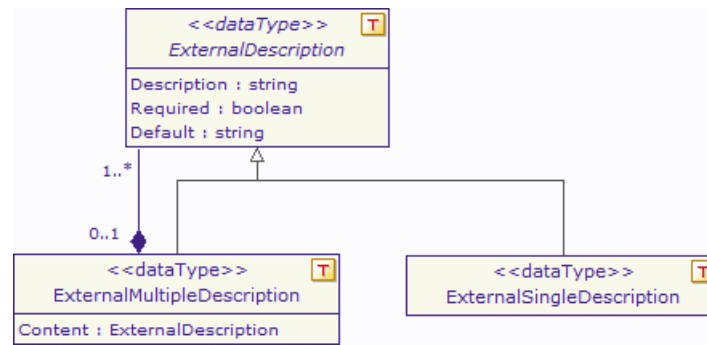 <<dataType>> T
ExternalDescription
Description : string
Required : boolean
Default : string
1..*
0..1
<<dataType>> T
ExternalMultipleDescription
Content : ExternalDescription
<<dataType>> T
ExternalSingleDescription